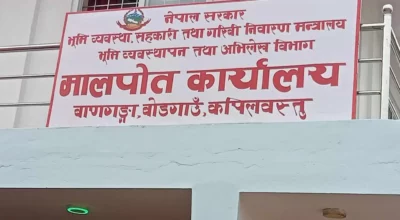 नेपाल सरकार
भूमि व्यवस्था, सहकारी तथा गरिबी निवारण मन्त्रालय
भूमि व्यवस्थापन तथा अभिलेख विभाग
मालपोत कार्यालय
बाणगङ्गा, बोडगाउँ, कपिलवस्तु